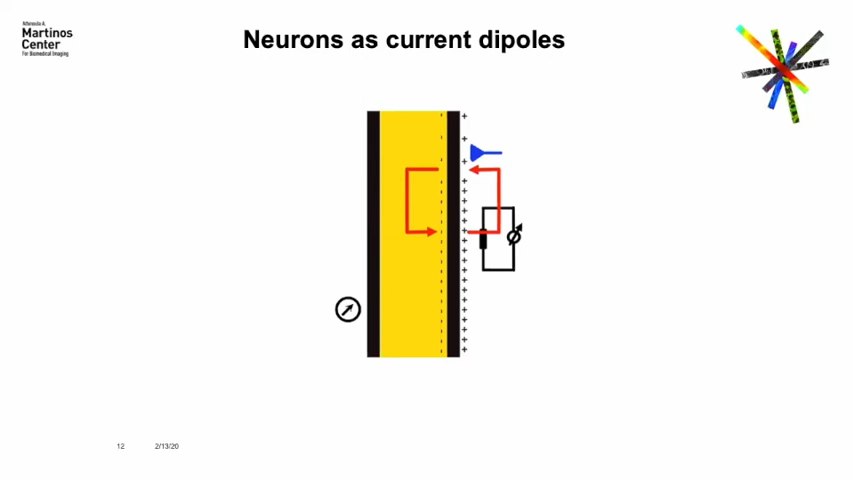 Athinoula A.
Martinos
Center
For Biomedical Imaging
Neurons as current dipoles
12
2/13/20